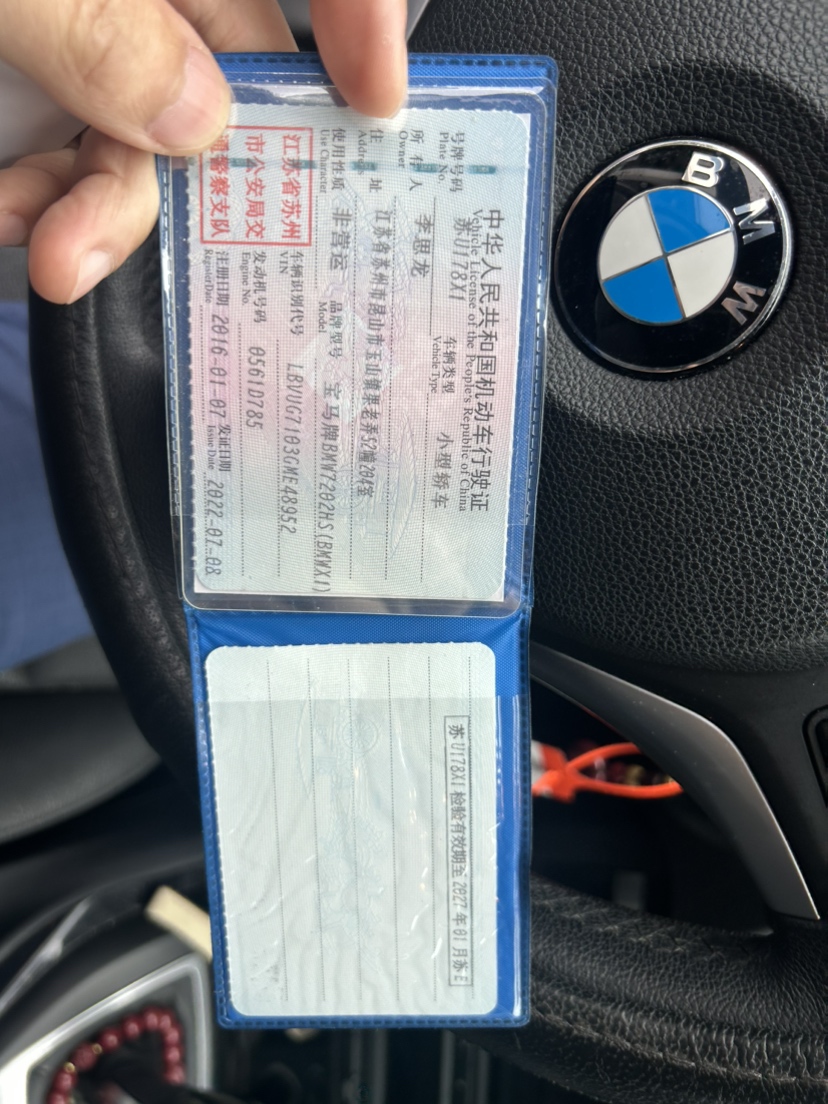 中华人民共和国机动车行驶证
Vehicle License of the People's Republic of China
号牌号码 苏U178X1 车辆类型 小型轿车
Plate No. Vehicle Type
所有人 李思龙
Owner
住址 江苏省苏州市昆山市玉山镇果老弄52幢204室
Address
使用性质 非营运 品牌型号 宝马牌BMW7202HS(BMWX1)
Use Character Model
江苏省苏州
市公安局交
通警察支队
车辆识别代号 LBVUG7103GME48952
VIN
发动机号码 0561D785
Engine No.
注册日期 2016-01-07 发证日期 2022-07-08
Register Date Issue Date
苏U178X1 检验有效期至 2027年01月苏E
BMW